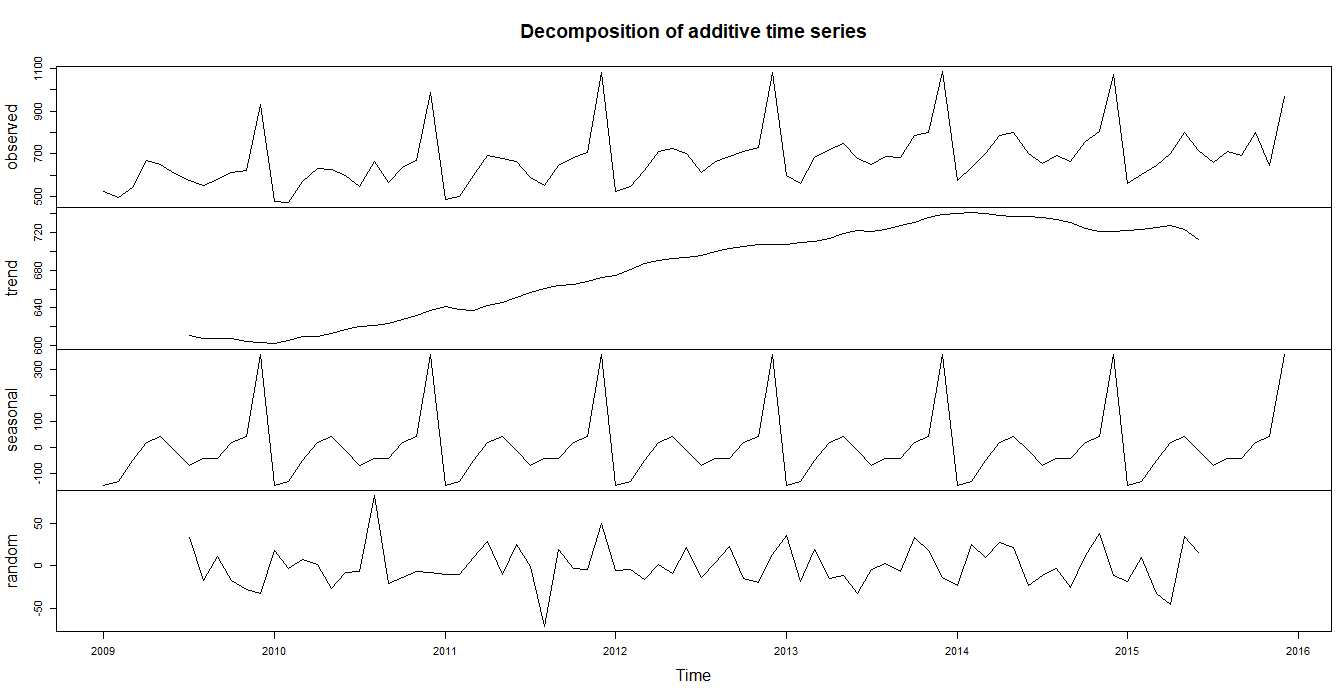 Decomposition of additive time series
observed
500 700 900 1100
trend
600 640 680 720
seasonal
-100 0 100 300
random
-50 0 50
2009 2010 2011 2012 2013 2014 2015 2016
Time